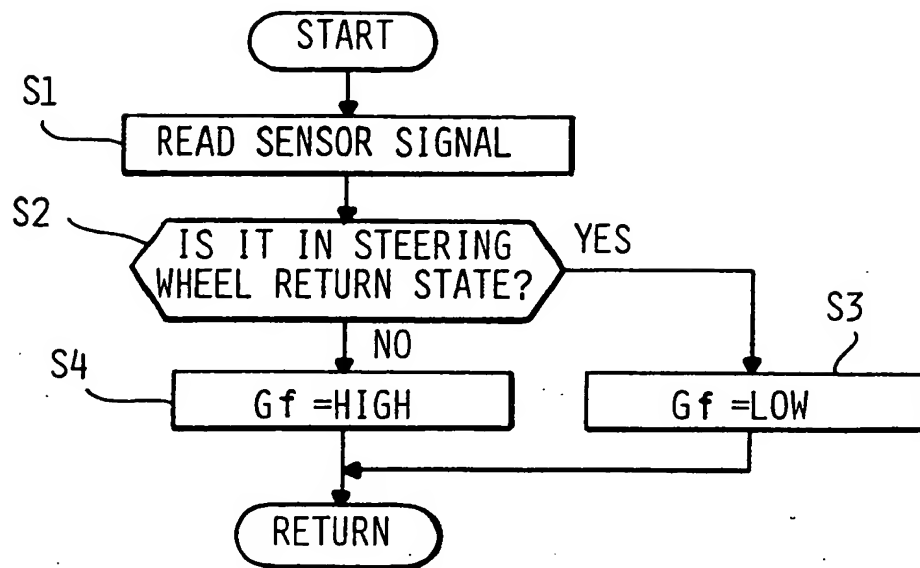 START
S1
READ SENSOR SIGNAL
S2
IS IT IN STEERING
WHEEL RETURN STATE?
YES
NO
S3
S4
Gf =HIGH
Gf =LOW
RETURN